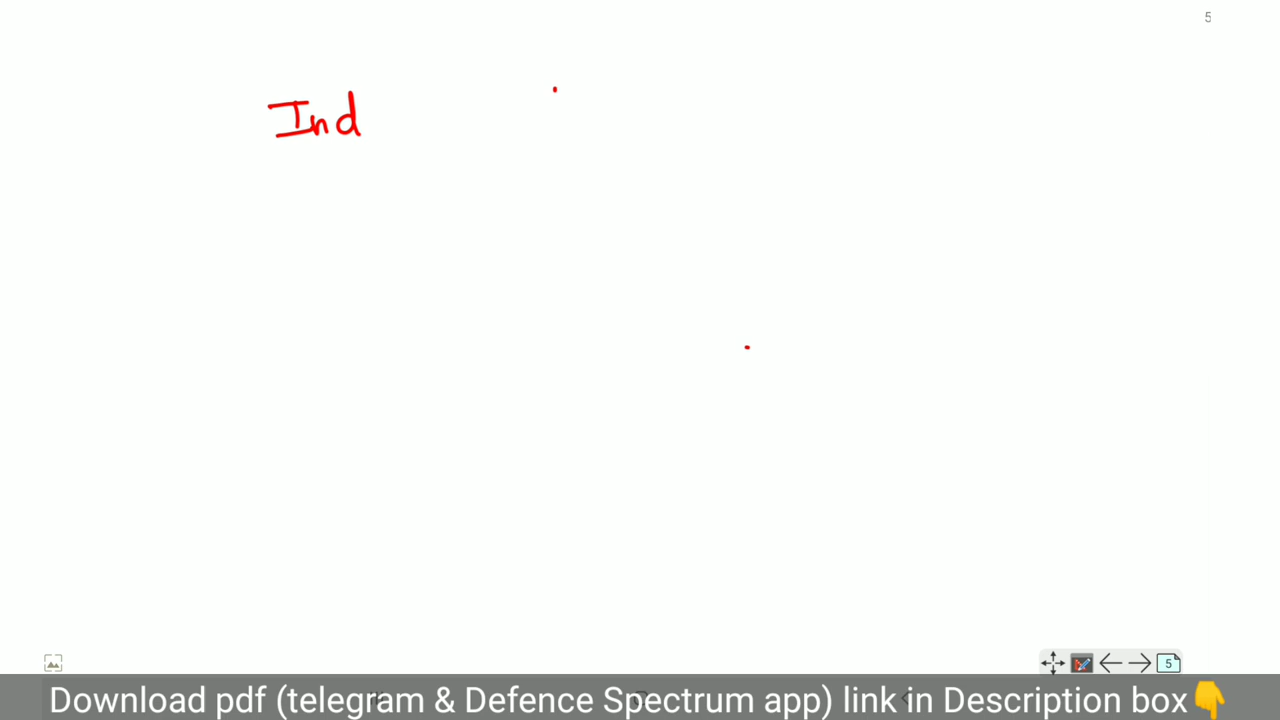 5
Ind
5
Download pdf (telegram & Defence Spectrum app) link in Description box👇